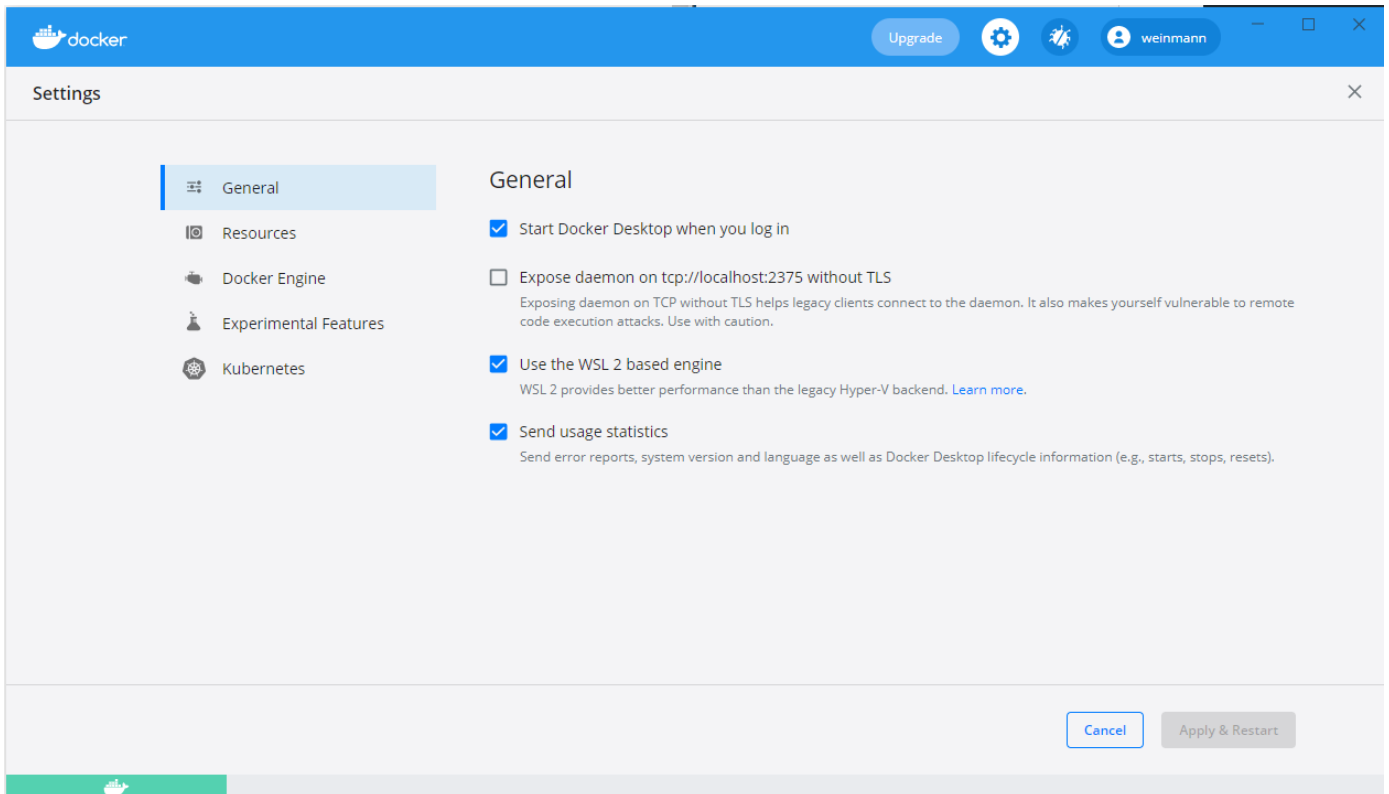 docker
Upgrade
weinmann
Settings
General
Resources
Docker Engine
Experimental Features
Kubernetes
General
Start Docker Desktop when you log in
Expose daemon on tcp://localhost:2375 without TLS
Exposing daemon on TCP without TLS helps legacy clients connect to the daemon. It also makes yourself vulnerable to remote
code execution attacks. Use with caution.
Use the WSL 2 based engine
WSL 2 provides better performance than the legacy Hyper-V backend. Learn more.
Send usage statistics
Send error reports, system version and language as well as Docker Desktop lifecycle information (e.g., starts, stops, resets).
Cancel
Apply & Restart